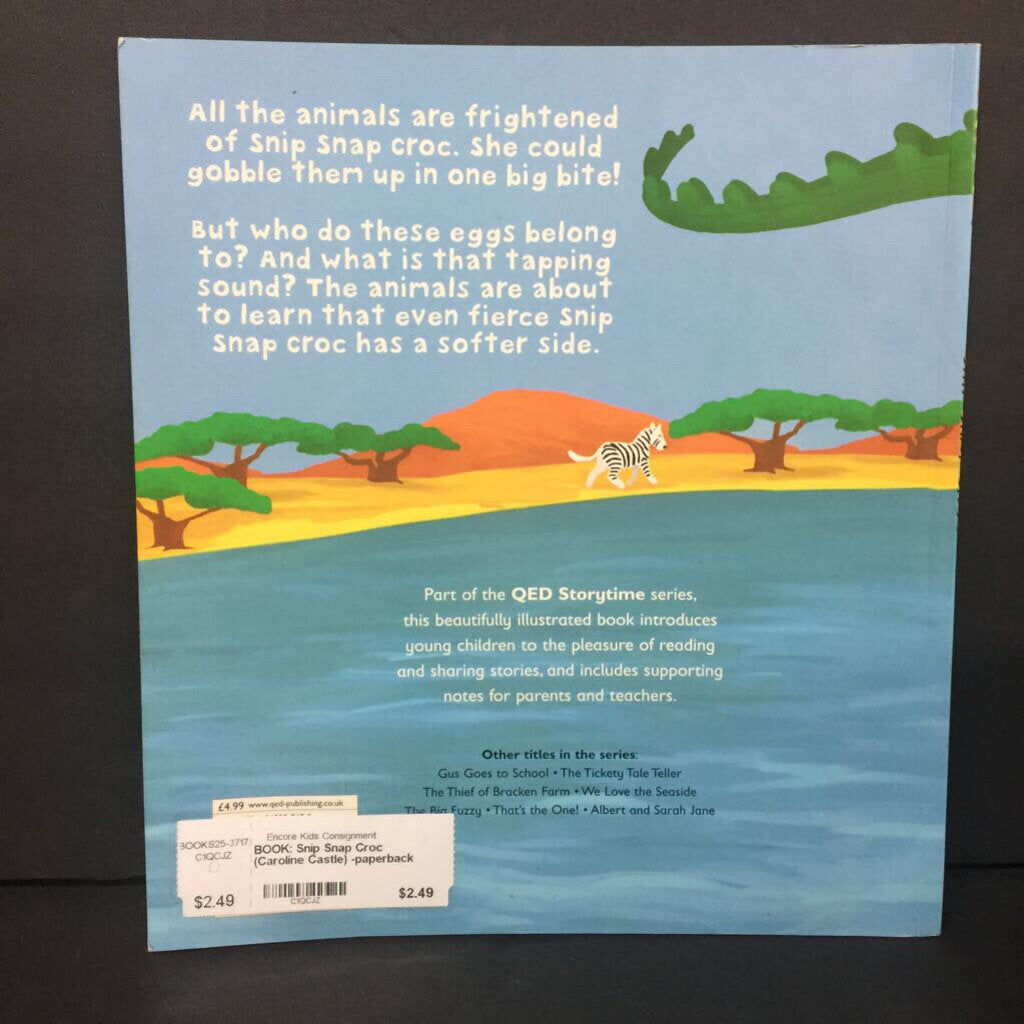 All the animals are frightened
of Snip Snap Croc. She could
gobble them up in one big bite!
But who do these eggs belong
to? And what is that tapping
sound? The animals are about
to learn that even fierce Snip
Snap Croc has a softer side.
Part of the QED Storytime series,
this beautifully illustrated book introduces
young children to the pleasure of reading
and sharing stories, and includes supporting
notes for parents and teachers.
Other titles in the series:
Gus Goes to School • The Tickety Tale Teller
The Thief of Bracken Farm • We Love the Seaside
The Big Fuzzy • That's the One! • Albert and Sarah Jane
£4.99 www.qed-publishing.co.uk
BOOKS25-3717
C1QCJZ
$2.49
Encore Kids Consignment
BOOK: Snip Snap Croc
(Caroline Castle) -paperback
C1QCJZ
$2.49